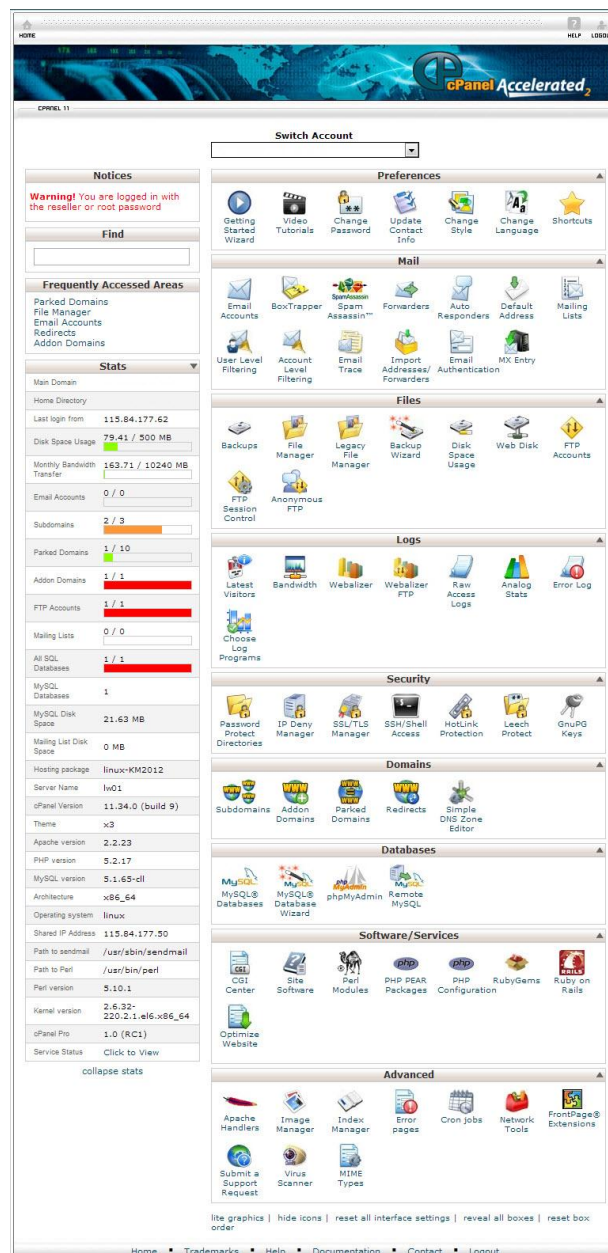 HOME
HELP LOGOUT
cPanel Accelerated2
CPANEL 11
Switch Account
Notices
Warning! You are logged in with
the reseller or root password
Find
Frequently Accessed Areas
Parked Domains
File Manager
Email Accounts
Redirects
Addon Domains
Stats
Main Domain
Home Directory
Last login from 115.84.177.62
Disk Space Usage 79.41 / 500 MB
Monthly Bandwidth Transfer 163.71 / 10240 MB
Email Accounts 0 / 0
Subdomains 2 / 3
Parked Domains 1 / 10
Addon Domains 1 / 1
FTP Accounts 1 / 1
Mailing Lists 0 / 0
All SQL Databases 1 / 1
MySQL Databases 1
MySQL Disk Space 21.63 MB
Mailing List Disk Space 0 MB
Hosting package linux-KM2012
Server Name lw01
cPanel Version 11.34.0 (build 9)
Theme x3
Apache version 2.2.23
PHP version 5.2.17
MySQL version 5.1.65-cll
Architecture x86_64
Operating system linux
Shared IP Address 115.84.177.50
Path to sendmail /usr/sbin/sendmail
Path to Perl /usr/bin/perl
Perl version 5.10.1
Kernel version 2.6.32-220.2.1.el6.x86_64
cPanel Pro 1.0 (RC1)
Service Status Click to View
collapse stats
Preferences
Getting Started Wizard
Video Tutorials
Change Password
Update Contact Info
Change Style
Change Language
Shortcuts
Mail
Email Accounts
BoxTrapper
Spam Assassin™
Forwarders
Auto Responders
Default Address
Mailing Lists
User Level Filtering
Account Level Filtering
Email Trace
Import Addresses/ Forwarders
Email Authentication
MX Entry
Files
Backups
File Manager
Legacy File Manager
Backup Wizard
Disk Space Usage
Web Disk
FTP Accounts
FTP Session Control
Anonymous FTP
Logs
Latest Visitors
Bandwidth
Webalizer
Webalizer FTP
Raw Access Logs
Analog Stats
Error Log
Choose Log Programs
Security
Password Protect Directories
IP Deny Manager
SSL/TLS Manager
SSH/Shell Access
HotLink Protection
Leech Protect
GnuPG Keys
Domains
Subdomains
Addon Domains
Parked Domains
Redirects
Simple DNS Zone Editor
Databases
MySQL® Databases
MySQL® Database Wizard
phpMyAdmin
Remote MySQL
Software/Services
CGI Center
Site Software
Perl Modules
PHP PEAR Packages
PHP Configuration
RubyGems
Ruby on Rails
Optimize Website
Advanced
Apache Handlers
Image Manager
Index Manager
Error pages
Cron jobs
Network Tools
FrontPage® Extensions
Submit a Support Request
Virus Scanner
MIME Types
lite graphics | hide icons | reset all interface settings | reveal all boxes | reset box
order
Home ▪ Trademarks ▪ Help ▪ Documentation ▪ Contact ▪ Logout